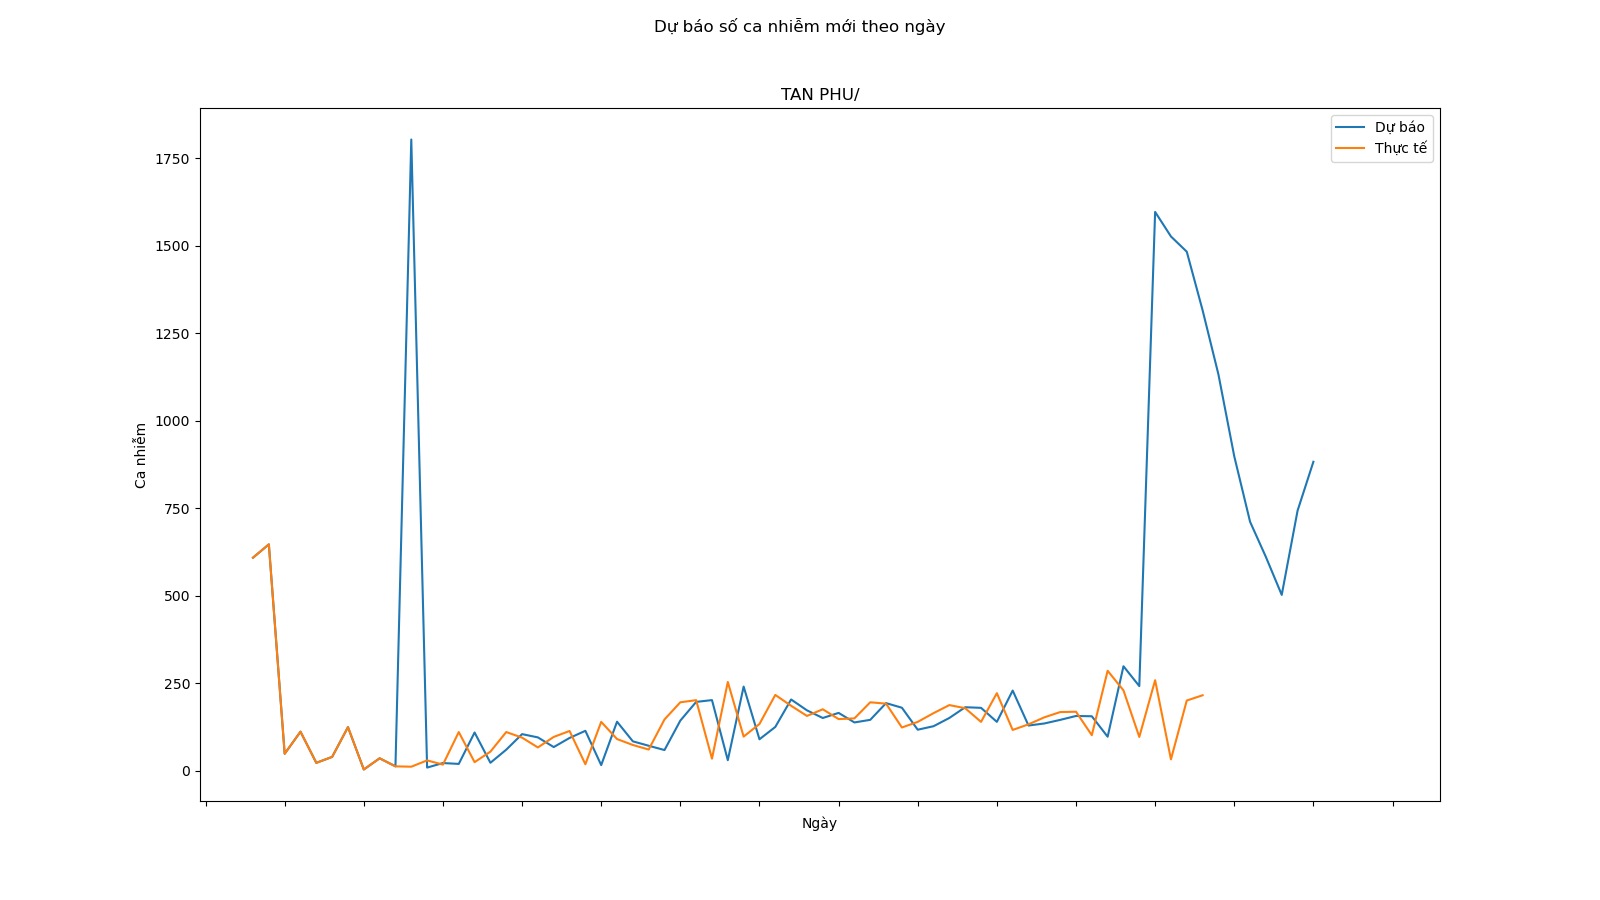 Dự báo số ca nhiễm mới theo ngày
TAN PHU/
Dự báo
Thực tế
1750
1500
1250
1000
750
500
250
0
Ca nhiễm
Ngày